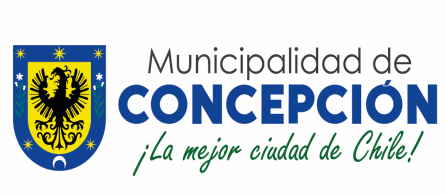 Municipalidad de
CONCEPCIÓN
¡La mejor ciudad de Chile!